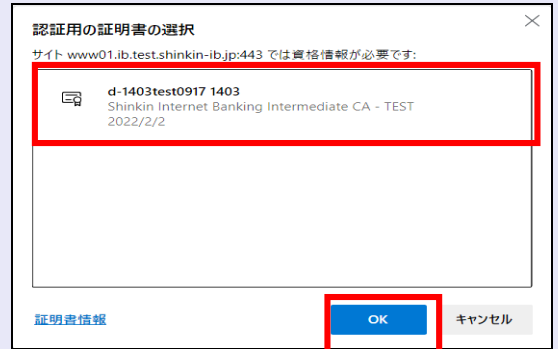 認証用の証明書の選択
サイト www01.ib.test.shinkin-ib.jp:443 では資格情報が必要です:
d-1403test0917 1403
Shinkin Internet Banking Intermediate CA - TEST
2022/2/2
証明書情報
OK
キャンセル